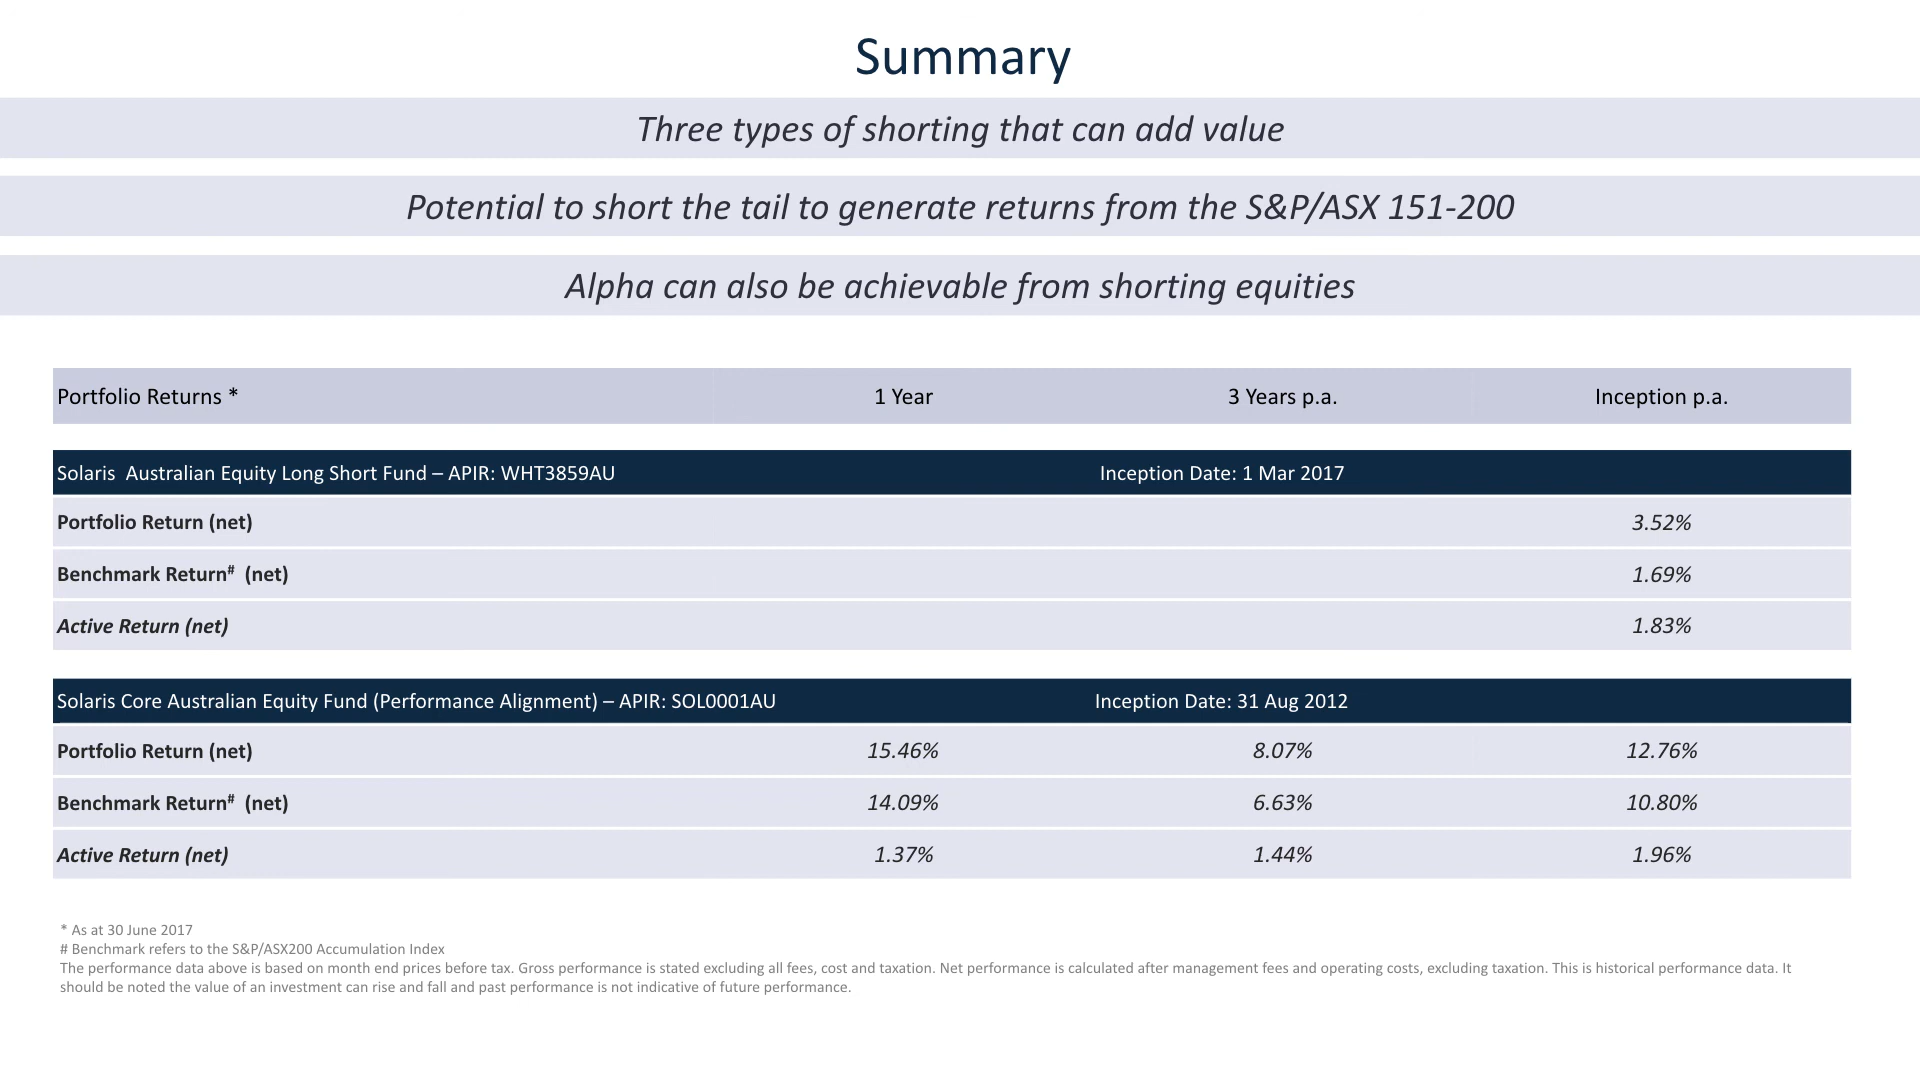 Summary
Three types of shorting that can add value
Potential to short the tail to generate returns from the S&P/ASX 151-200
Alpha can also be achievable from shorting equities
Portfolio Returns * 1 Year 3 Years p.a. Inception p.a.
Solaris Australian Equity Long Short Fund – APIR: WHT3859AU Inception Date: 1 Mar 2017
Portfolio Return (net) 3.52%
Benchmark Return# (net) 1.69%
Active Return (net) 1.83%
Solaris Core Australian Equity Fund (Performance Alignment) – APIR: SOL0001AU Inception Date: 31 Aug 2012
Portfolio Return (net) 15.46% 8.07% 12.76%
Benchmark Return# (net) 14.09% 6.63% 10.80%
Active Return (net) 1.37% 1.44% 1.96%
* As at 30 June 2017
# Benchmark refers to the S&P/ASX200 Accumulation Index
The performance data above is based on month end prices before tax. Gross performance is stated excluding all fees, cost and taxation. Net performance is calculated after management fees and operating costs, excluding taxation. This is historical performance data. It
should be noted the value of an investment can rise and fall and past performance is not indicative of future performance.